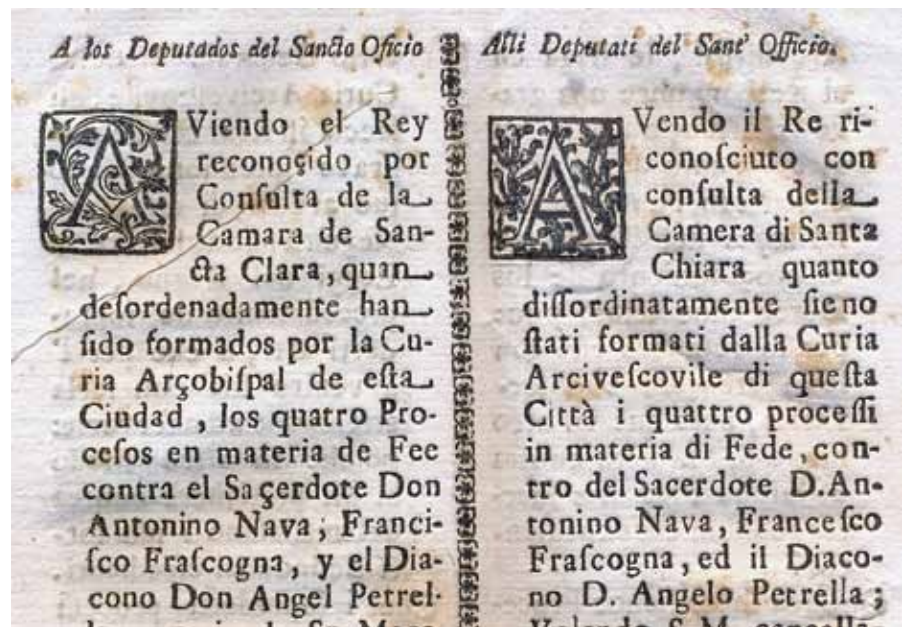 A los Deputados del Sancto Oficio
AViendo el Rey
reconoçido por
Conſulta de la
Camara de San-
cta Clara, quan
deſordenadamente han
ſido formados por la Cu-
ria Arçobiſpal de eſta
Ciudad , los quatro Pro-
ceſos en materia de Fee
contra el Saçerdote Don
Antonino Nava ; Franci-
ſco Fraſcogna, y el Dia-
cono Don Angel Petrel-
Alli Deputati del Sant' Officio.
AVendo il Re ri-
conoſciuto con
conſulta della
Camera di Santa
Chiara quanto
diſſordinatamente ſieno
ſtati formati dalla Curia
Arciveſcovile di queſta
Città i quattro proceſſi
in materia di Fede, con-
tro del Sacerdote D.An-
tonino Nava, Franceſco
Fraſcogna, ed il Diaco-
no D. Angelo Petrella ;